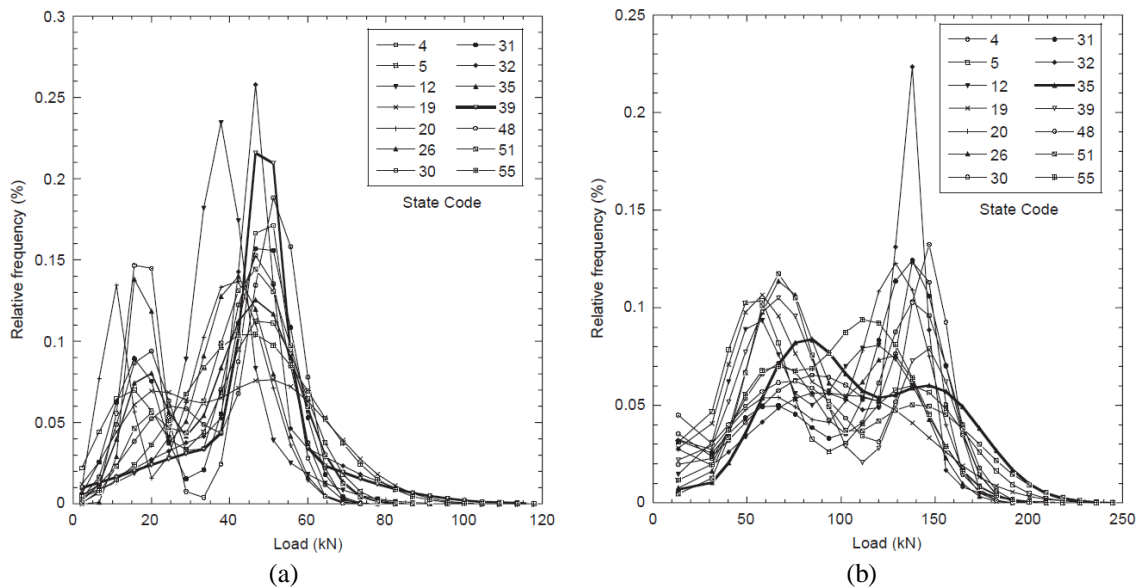 0.3
0.25
0.2
0.15
0.1
0.05
0
Relative frequency (%)
0 20 40 60 80 100 120
Load (kN)
4 31
5 32
12 35
19 39
20 48
26 51
30 55
State Code
(a)
0.25
0.20
0.15
0.10
0.05
0
Relative frequency (%)
0 50 100 150 200 250
Load (kN)
4 31
5 32
12 35
19 39
20 48
26 51
30 55
State Code
(b)